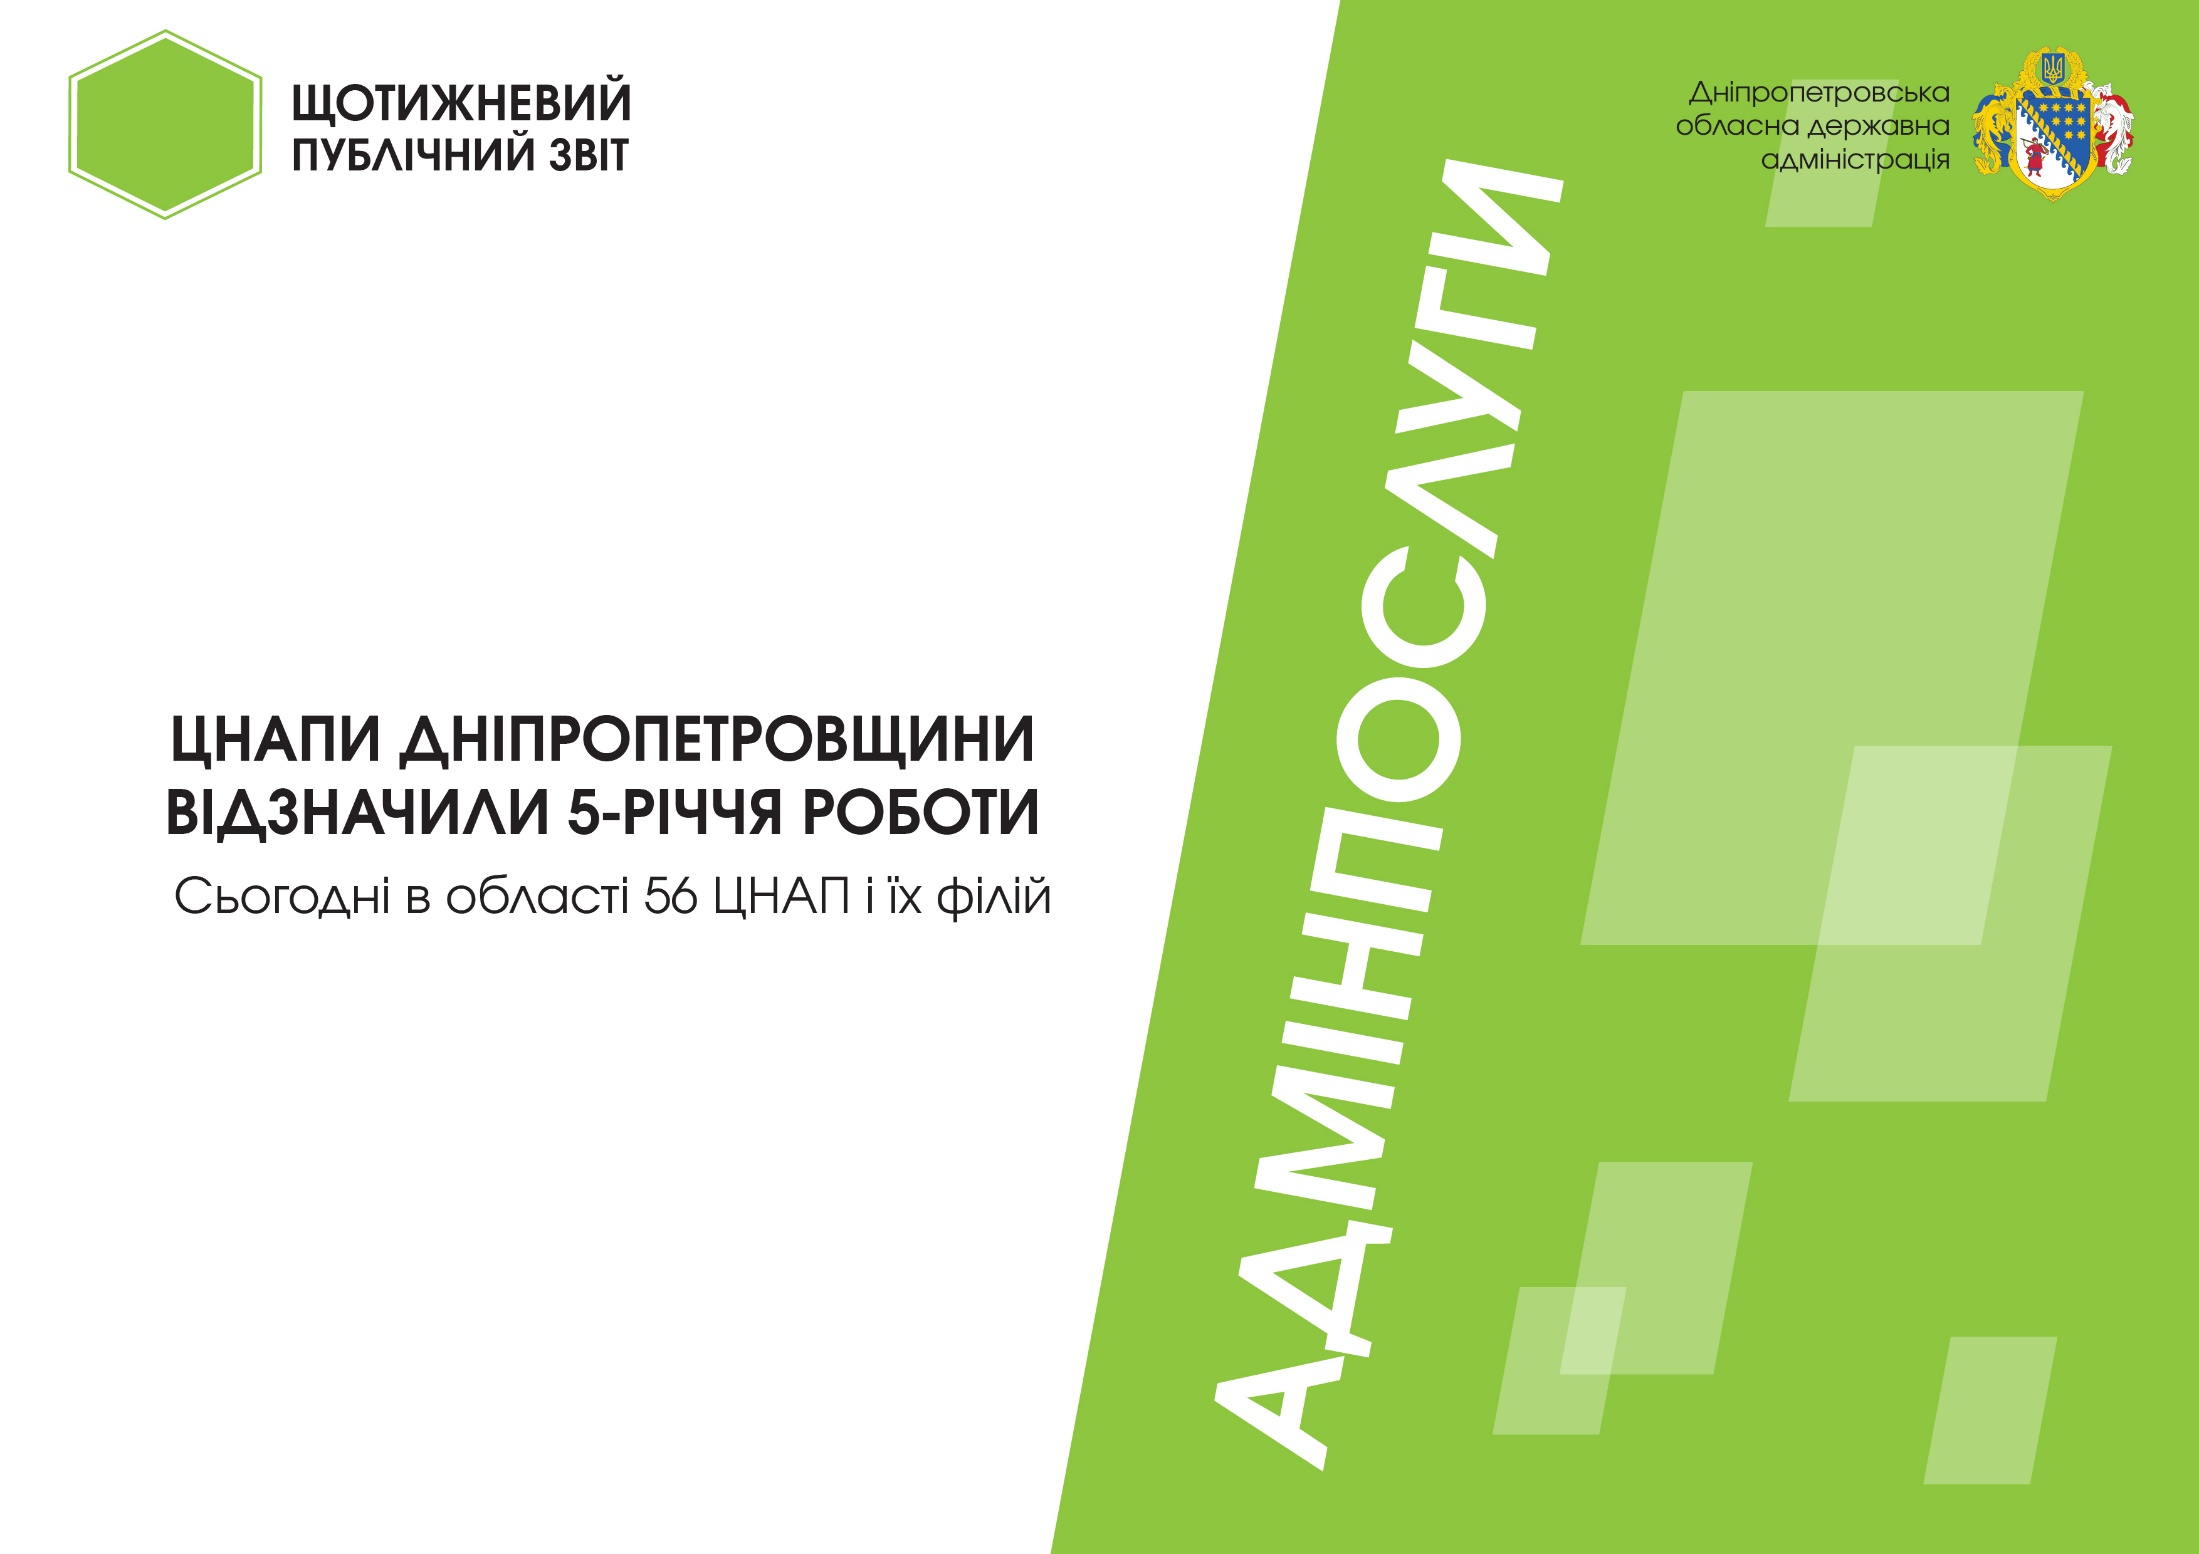 ЩОТИЖНЕВИЙ
ПУБЛІЧНИЙ ЗВІТ
Дніпропетровська
обласна державна
адміністрація
ЦНАПИ ДНІПРОПЕТРОВЩИНИ
ВІДЗНАЧИЛИ 5-РІЧЧЯ РОБОТИ
Сьогодні в області 56 ЦНАП і їх філій
АДМІНПОСЛУГИ